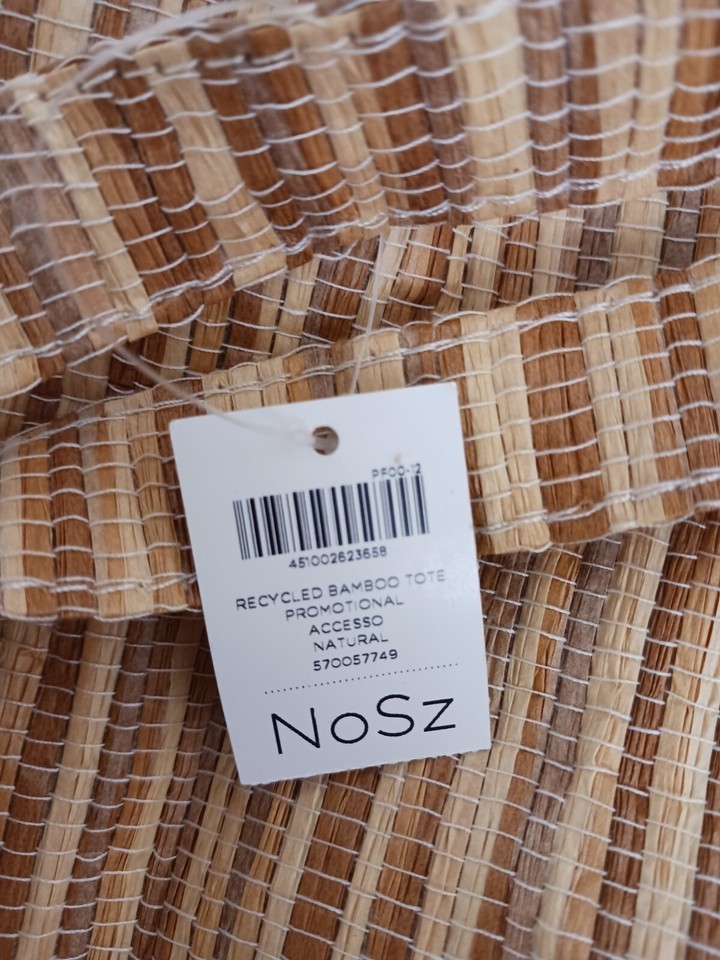 PF00-12
451002623658
RECYCLED BAMBOO TOTE
PROMOTIONAL
ACCESSO
NATURAL
570057749
NoSz